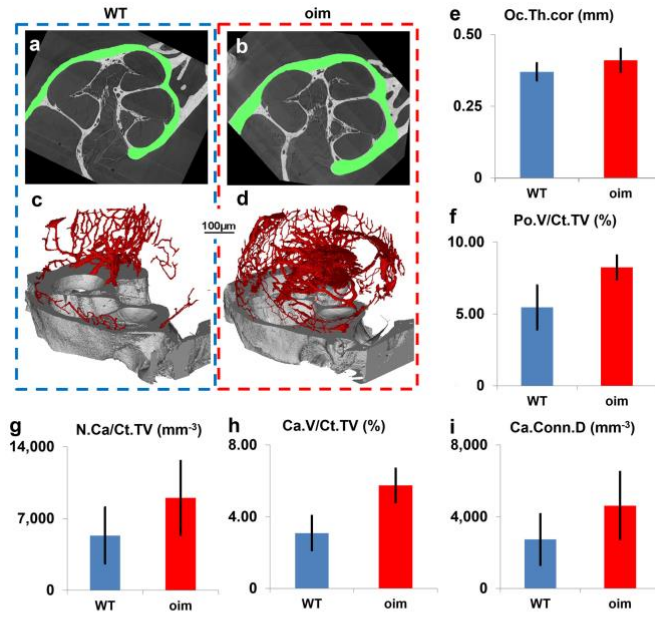 WT
oim
a
b
c
d
100μm
e
Oc.Th.cor (mm)
0.50
0.25
0
WT
oim
f
Po.V/Ct.TV (%)
10.00
5.00
0.00
WT
oim
g
N.Ca/Ct.TV (mm-3)
14,000
7,000
0
WT
oim
h
Ca.V/Ct.TV (%)
8.00
4.00
0.00
WT
oim
i
Ca.Conn.D (mm-3)
8,000
4,000
0
WT
oim